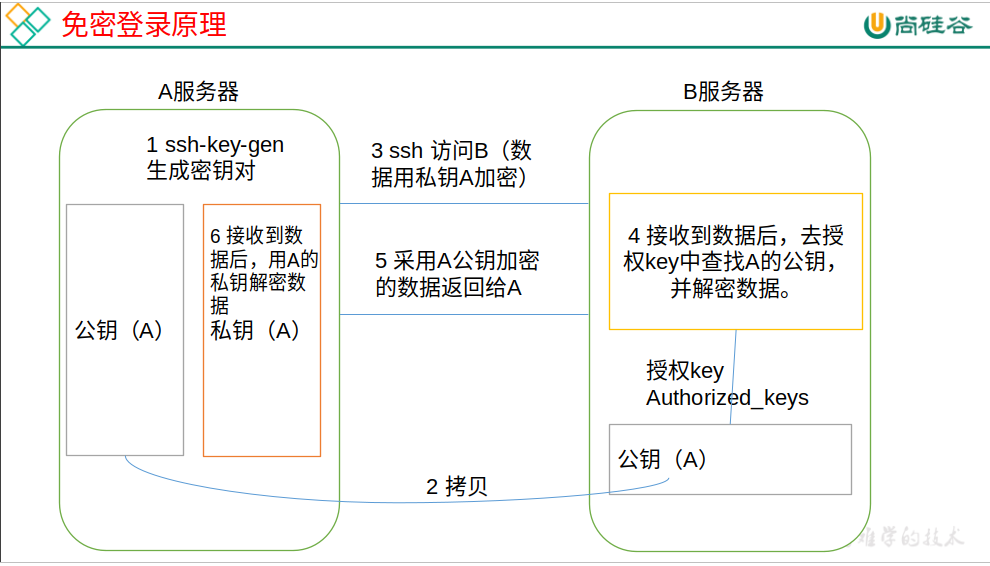 免密登录原理
尚硅谷
A服务器
B服务器
1 ssh-key-gen
生成密钥对
3 ssh 访问B（数
据用私钥A加密）
6 接收到数
据后，用A的
私钥解密数
据
私钥（A）
公钥（A）
5 采用A公钥加密
的数据返回给A
4 接收到数据后，去授
权key中查找A的公钥，
并解密数据。
授权key
Authorized_keys
公钥（A）
2 拷贝
难学的技术